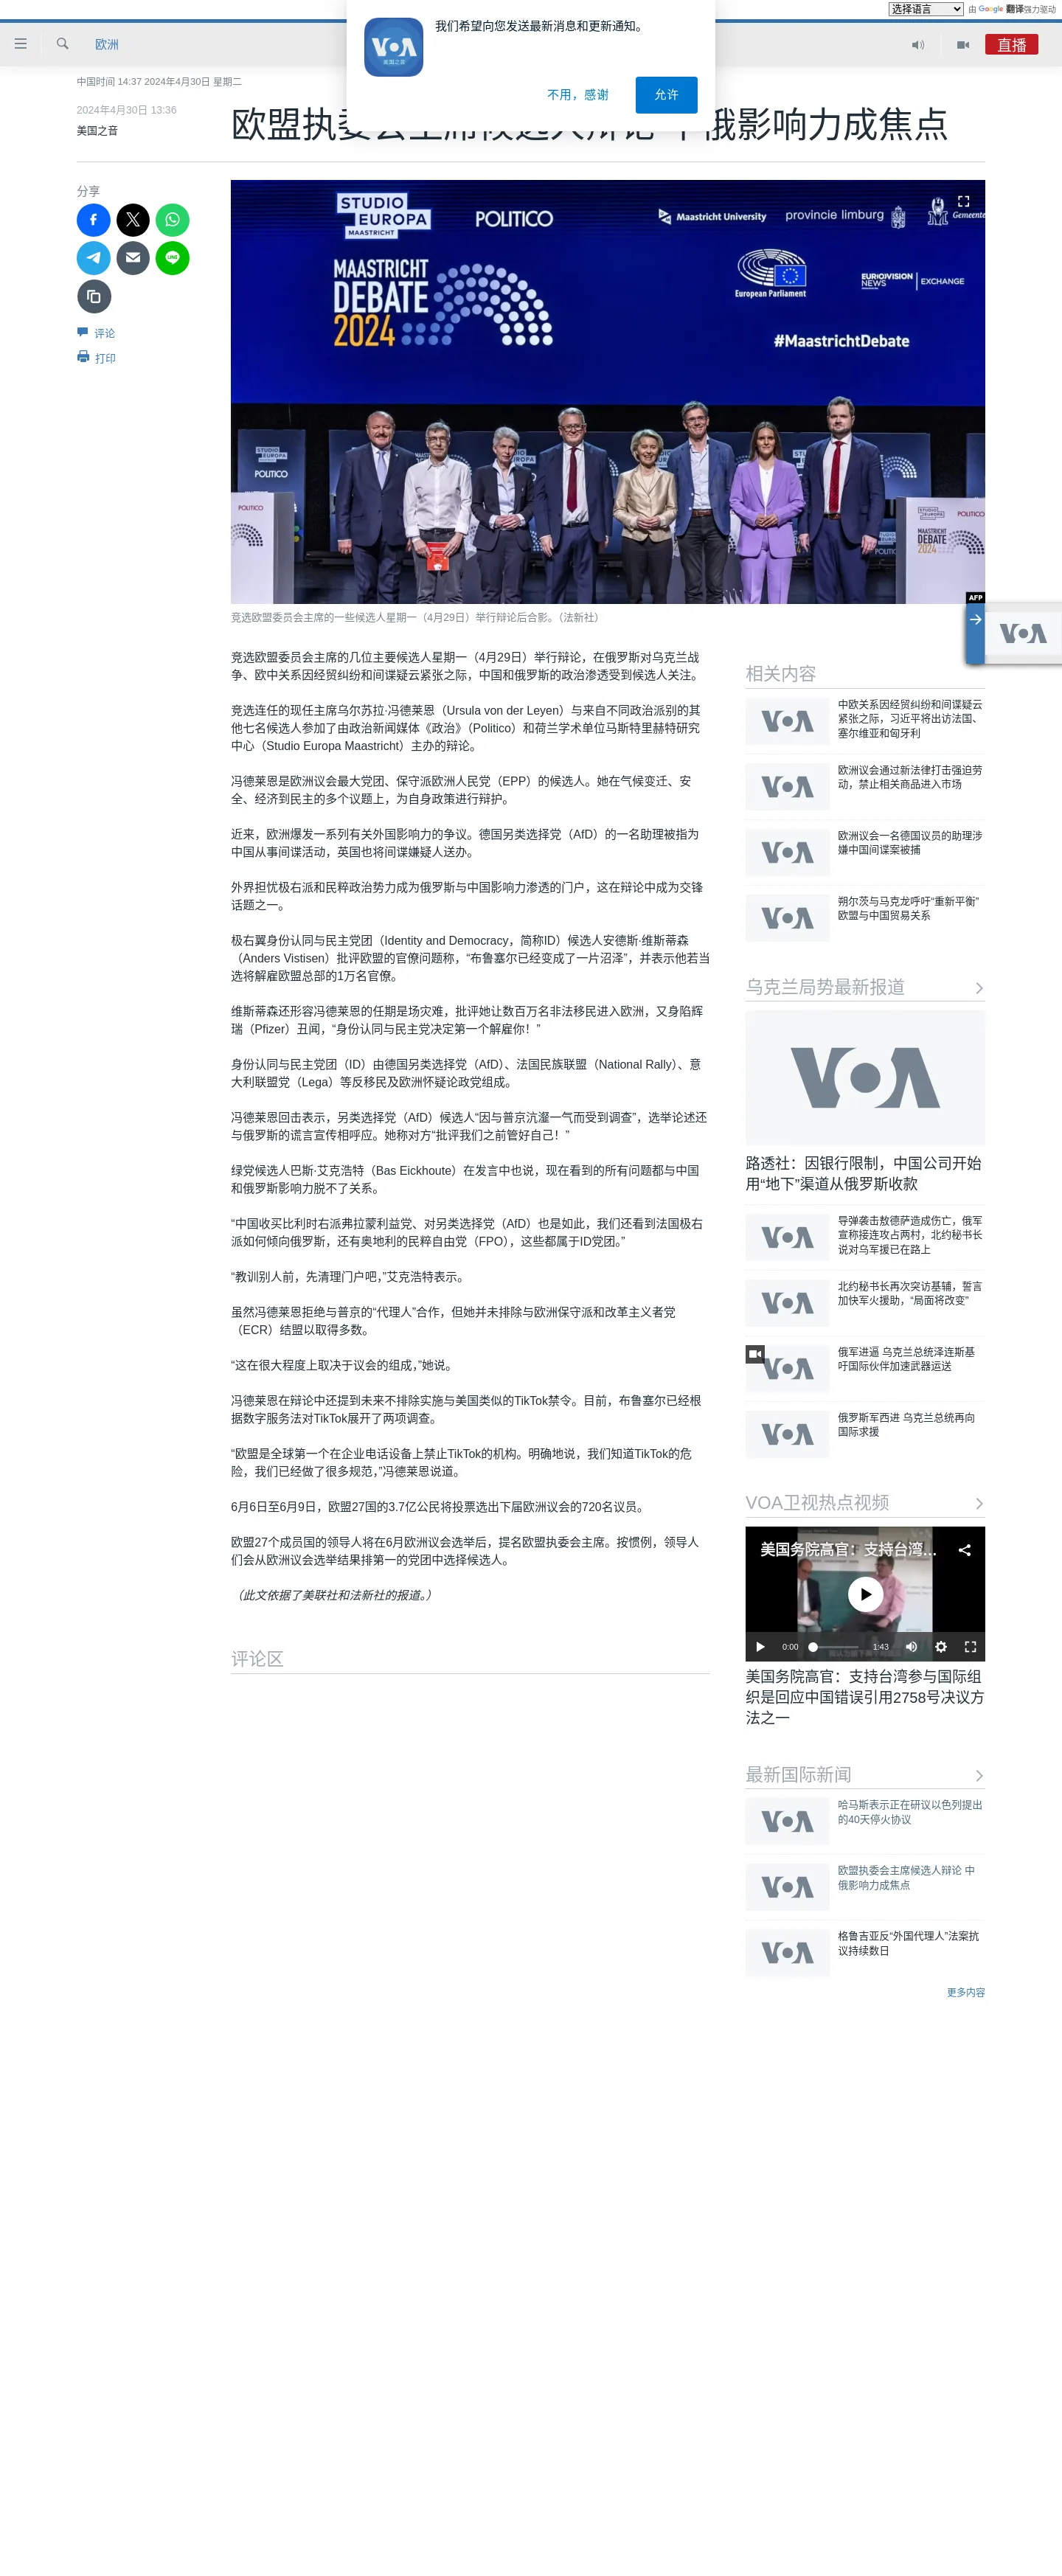 选择语言
由 Google 翻译强力驱动
欧洲
直播
VOA
美国之音
我们希望向您发送最新消息和更新通知。
不用，感谢
允许
中国时间 14:37 2024年4月30日 星期二
2024年4月30日 13:36
美国之音
分享
评论
打印
STUDIO
EUROPA
MAASTRICHT
POLITICO
Maastricht University
provincie limburg
Gemeente
MAASTRICHT
DEBATE
2024
European Parliament
EUROVISION
NEWS
EXCHANGE
#MaastrichtDebate
AFP
竞选欧盟委员会主席的一些候选人星期一（4月29日）举行辩论后合影。（法新社）
竞选欧盟委员会主席的几位主要候选人星期一（4月29日）举行辩论，在俄罗斯对乌克兰战
争、欧中关系因经贸纠纷和间谍疑云紧张之际，中国和俄罗斯的政治渗透受到候选人关注。
竞选连任的现任主席乌尔苏拉·冯德莱恩（Ursula von der Leyen）与来自不同政治派别的其
他七名候选人参加了由政治新闻媒体《政治》（Politico）和荷兰学术单位马斯特里赫特研究
中心（Studio Europa Maastricht）主办的辩论。
冯德莱恩是欧洲议会最大党团、保守派欧洲人民党（EPP）的候选人。她在气候变迁、安
全、经济到民主的多个议题上，为自身政策进行辩护。
近来，欧洲爆发一系列有关外国影响力的争议。德国另类选择党（AfD）的一名助理被指为
中国从事间谍活动，英国也将间谍嫌疑人送办。
外界担忧极右派和民粹政治势力成为俄罗斯与中国影响力渗透的门户，这在辩论中成为交锋
话题之一。
极右翼身份认同与民主党团（Identity and Democracy，简称ID）候选人安德斯·维斯蒂森
（Anders Vistisen）批评欧盟的官僚问题称，“布鲁塞尔已经变成了一片沼泽”，并表示他若当
选将解雇欧盟总部的1万名官僚。
维斯蒂森还形容冯德莱恩的任期是场灾难，批评她让数百万名非法移民进入欧洲，又身陷辉
瑞（Pfizer）丑闻，“身份认同与民主党决定第一个解雇你！”
身份认同与民主党团（ID）由德国另类选择党（AfD）、法国民族联盟（National Rally）、意
大利联盟党（Lega）等反移民及欧洲怀疑论政党组成。
冯德莱恩回击表示，另类选择党（AfD）候选人“因与普京沆瀣一气而受到调查”，选举论述还
与俄罗斯的谎言宣传相呼应。她称对方“批评我们之前管好自己！”
绿党候选人巴斯·艾克浩特（Bas Eickhoute）在发言中也说，现在看到的所有问题都与中国
和俄罗斯影响力脱不了关系。
“中国收买比利时右派弗拉蒙利益党、对另类选择党（AfD）也是如此，我们还看到法国极右
派如何倾向俄罗斯，还有奥地利的民粹自由党（FPO），这些都属于ID党团。”
“教训别人前，先清理门户吧，”艾克浩特表示。
虽然冯德莱恩拒绝与普京的“代理人”合作，但她并未排除与欧洲保守派和改革主义者党
（ECR）结盟以取得多数。
“这在很大程度上取决于议会的组成，”她说。
冯德莱恩在辩论中还提到未来不排除实施与美国类似的TikTok禁令。目前，布鲁塞尔已经根
据数字服务法对TikTok展开了两项调查。
“欧盟是全球第一个在企业电话设备上禁止TikTok的机构。明确地说，我们知道TikTok的危
险，我们已经做了很多规范，”冯德莱恩说道。
6月6日至6月9日，欧盟27国的3.7亿公民将投票选出下届欧洲议会的720名议员。
欧盟27个成员国的领导人将在6月欧洲议会选举后，提名欧盟执委会主席。按惯例，领导人
们会从欧洲议会选举结果排第一的党团中选择候选人。
（此文依据了美联社和法新社的报道。）
评论区
相关内容
中欧关系因经贸纠纷和间谍疑云
紧张之际，习近平将出访法国、
塞尔维亚和匈牙利
欧洲议会通过新法律打击强迫劳
动，禁止相关商品进入市场
欧洲议会一名德国议员的助理涉
嫌中国间谍案被捕
朔尔茨与马克龙呼吁“重新平衡”
欧盟与中国贸易关系
乌克兰局势最新报道
VOA
路透社：因银行限制，中国公司开始
用“地下”渠道从俄罗斯收款
导弹袭击敖德萨造成伤亡，俄军
宣称接连攻占两村，北约秘书长
说对乌军援已在路上
北约秘书长再次突访基辅，誓言
加快军火援助，“局面将改变”
俄军进逼 乌克兰总统泽连斯基
吁国际伙伴加速武器运送
俄罗斯军西进 乌克兰总统再向
国际求援
VOA卫视热点视频
美国务院高官：支持台湾...
0:00
1:43
美国务院高官：支持台湾参与国际组
织是回应中国错误引用2758号决议方
法之一
最新国际新闻
哈马斯表示正在研议以色列提出
的40天停火协议
欧盟执委会主席候选人辩论 中
俄影响力成焦点
格鲁吉亚反“外国代理人”法案抗
议持续数日
更多内容